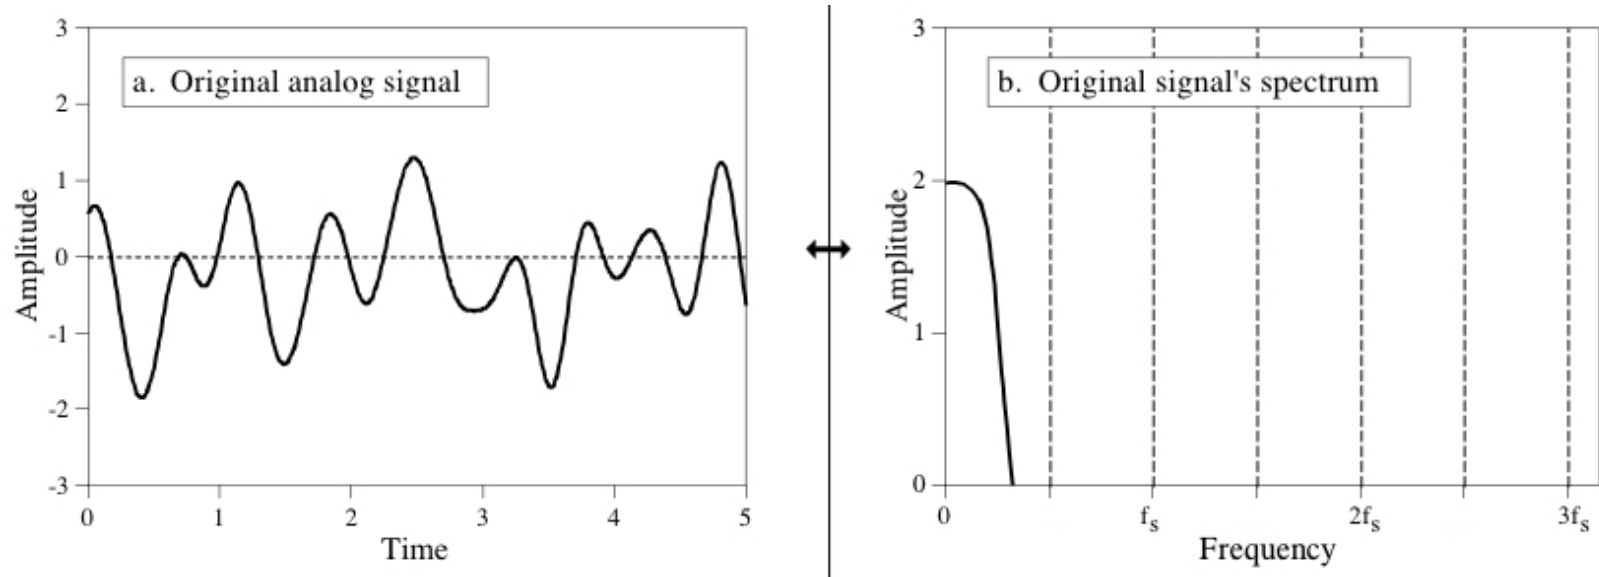 3
a. Original analog signal
2
1
0
-1
-2
-3
Amplitude
0 1 2 3 4 5
Time
3
b. Original signal's spectrum
2
1
0
Amplitude
0 fs 2fs 3fs
Frequency